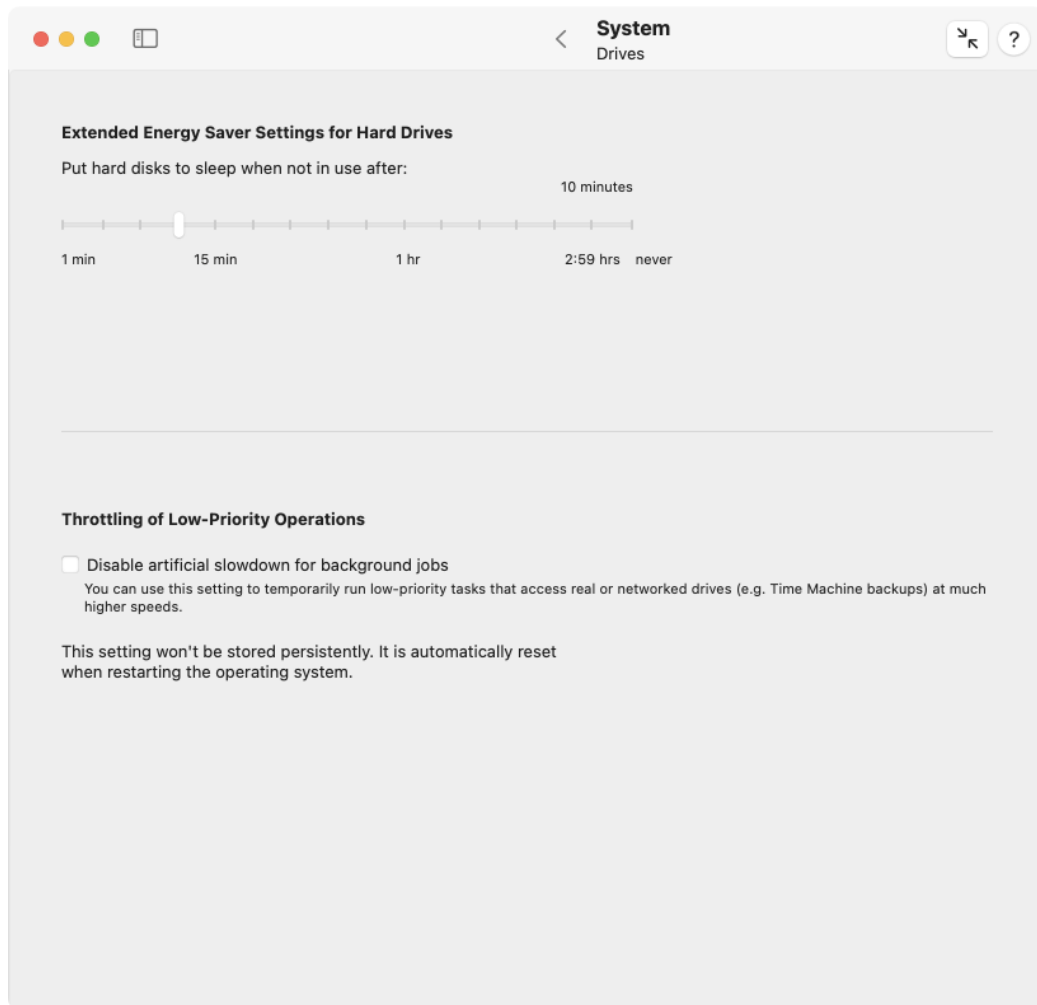 System
Drives
?
Extended Energy Saver Settings for Hard Drives
Put hard disks to sleep when not in use after:
10 minutes
1 min 15 min 1 hr 2:59 hrs never
Throttling of Low-Priority Operations
Disable artificial slowdown for background jobs
You can use this setting to temporarily run low-priority tasks that access real or networked drives (e.g. Time Machine backups) at much
higher speeds.
This setting won't be stored persistently. It is automatically reset
when restarting the operating system.